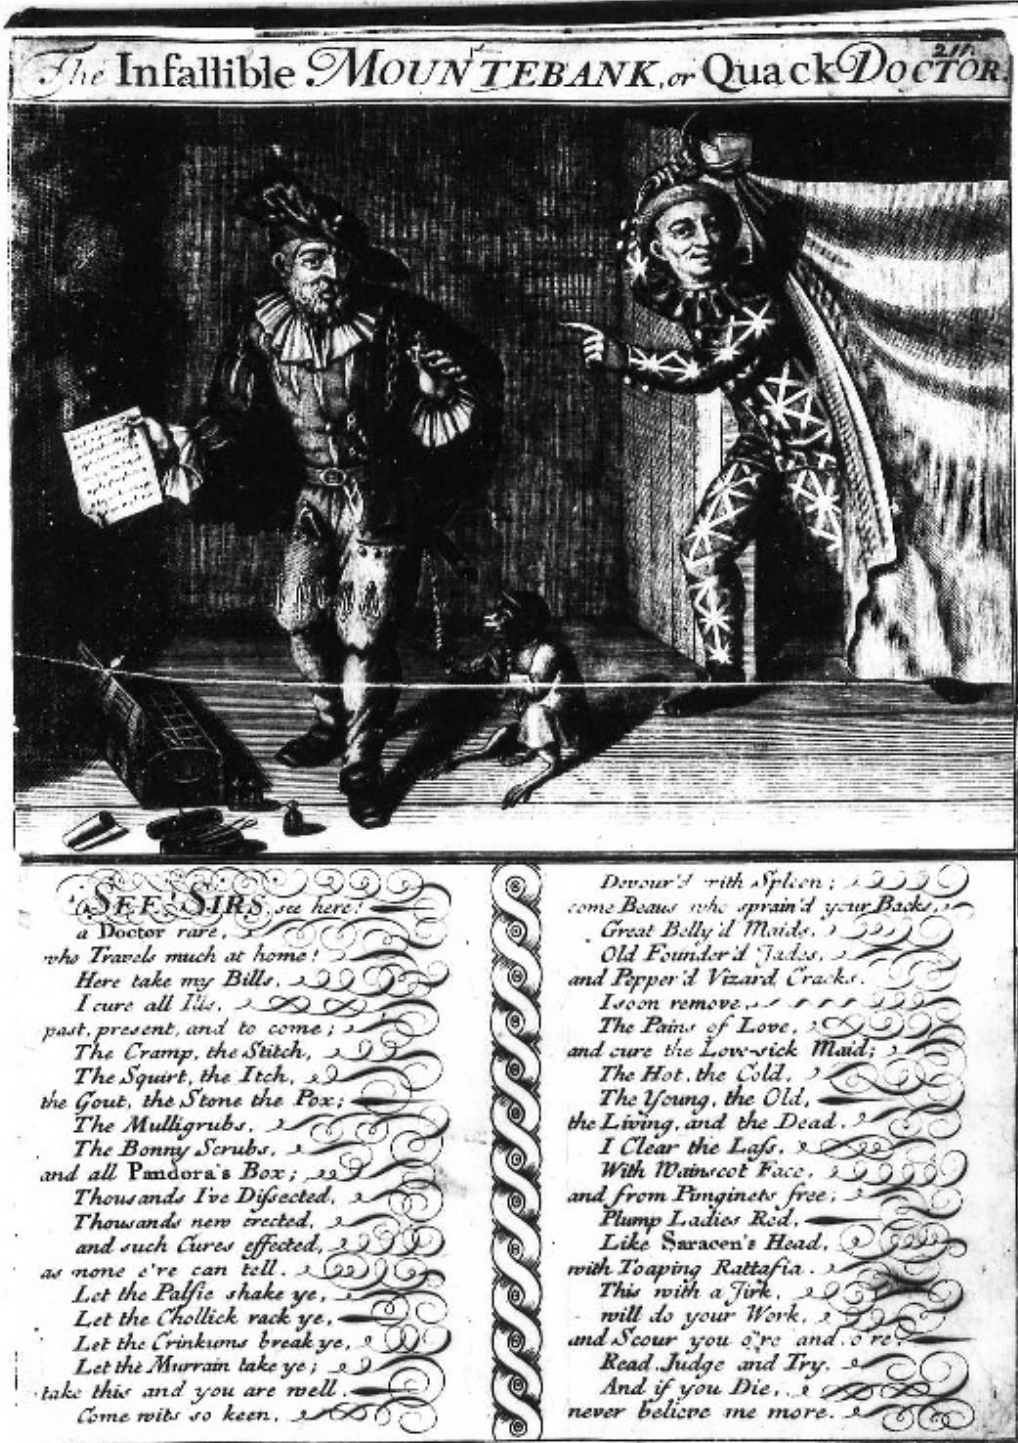 The Infallible MOUNTEBANK, or Quack DOCTOR.
211.
SEE SIRS, see here!
a Doctor rare,
who Travels much at home!
Here take my Bills,
I cure all Ills,
past, present, and to come;
The Cramp, the Stitch,
The Squirt, the Itch,
the Gout, the Stone the Pox;
The Mulligrubs,
The Bonny Scrubs,
and all Pandora's Box;
Thousands I've Dissected,
Thousands new erected,
and such Cures effected,
as none e're can tell.
Let the Palsie shake ye,
Let the Chollick rack ye,
Let the Crinkums break ye,
Let the Murrain take ye;
take this and you are well.
Come wits so keen,
Devour'd with Spleen;
come Beaus who sprain'd your Backs,
Great Belly'd Maids,
Old Founder'd Jades,
and Pepper'd Vizard Cracks.
I soon remove,
The Pains of Love,
and cure the Love-sick Maid;
The Hot, the Cold,
The Young, the Old,
the Living, and the Dead.
I Clear the Lass,
With Wainscot Face,
and from Pimginets free;
Plump Ladies Red,
Like Saracen's Head,
with Toaping Rattafia.
This with a Jirk,
will do your Work,
and Scour you o're and o're,
Read, Judge and Try,
And if you Die,
never believe me more.